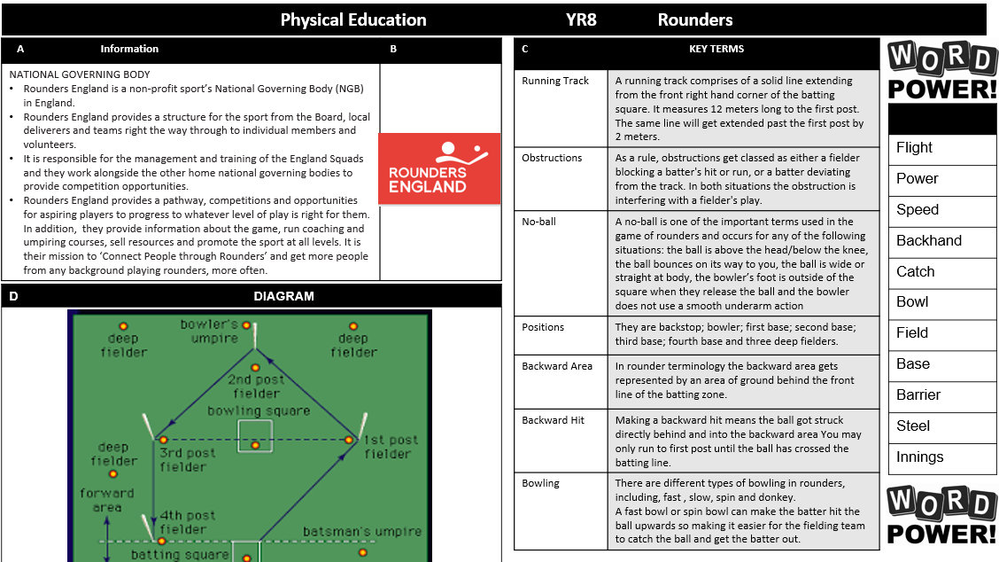 Physical Education YR8 Rounders
A Information B
NATIONAL GOVERNING BODY
• Rounders England is a non-profit sport's National Governing Body (NGB)
in England.
• Rounders England provides a structure for the sport from the Board, local
deliverers and teams right the way through to individual members and
volunteers.
• It is responsible for the management and training of the England Squads
and they work alongside the other home national governing bodies to
provide competition opportunities.
• Rounders England provides a pathway, competitions and opportunities
for aspiring players to progress to whatever level of play is right for them.
In addition, they provide information about the game, run coaching and
umpiring courses, sell resources and promote the sport at all levels. It is
their mission to 'Connect People through Rounders' and get more people
from any background playing rounders, more often.
ROUNDERS
ENGLAND
D DIAGRAM
bowler's
umpire
deep
fielder
deep
fielder
2nd post
fielder
bowling square
1st post
fielder
3rd post
fielder
deep
fielder
forward
area
4th post
fielder
batsman's umpire
batting square
C KEY TERMS
Running Track
A running track comprises of a solid line extending
from the front right hand corner of the batting
square. It measures 12 meters long to the first post.
The same line will get extended past the first post by
2 meters.
Obstructions
As a rule, obstructions get classed as either a fielder
blocking a batter's hit or run, or a batter deviating
from the track. In both situations the obstruction is
interfering with a fielder's play.
No-ball
A no-ball is one of the important terms used in the
game of rounders and occurs for any of the following
situations: the ball is above the head/below the knee,
the ball bounces on its way to you, the ball is wide or
straight at body, the bowler's foot is outside of the
square when they release the ball and the bowler
does not use a smooth underarm action
Positions
They are backstop; bowler; first base; second base;
third base; fourth base and three deep fielders.
Backward Area
In rounder terminology the backward area gets
represented by an area of ground behind the front
line of the batting zone.
Backward Hit
Making a backward hit means the ball got struck
directly behind and into the backward area You may
only run to first post until the ball has crossed the
batting line.
Bowling
There are different types of bowling in rounders,
including, fast , slow, spin and donkey.
A fast bowl or spin bowl can make the batter hit the
ball upwards so making it easier for the fielding team
to catch the ball and get the batter out.
WORD
POWER!
Flight
Power
Speed
Backhand
Catch
Bowl
Field
Base
Barrier
Steel
Innings
WORD
POWER!